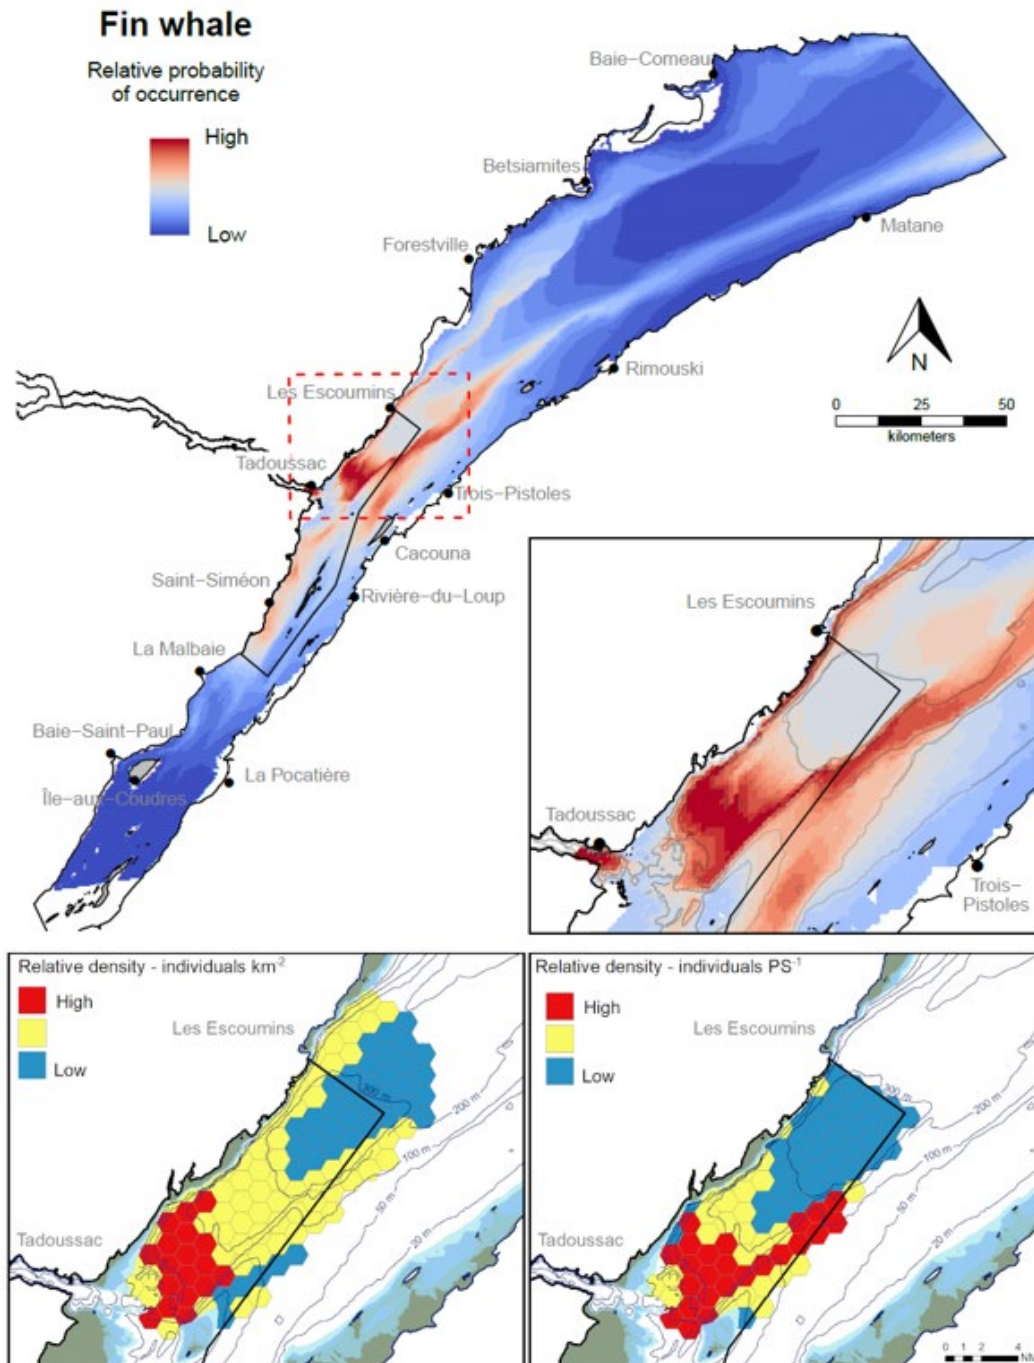 Fin whale
Relative probability
of occurrence
High
Low
Baie-Comeau
Betsiamites
Matane
Forestville
N
Rimouski
0 25 50
kilometers
Les Escoumins
Tadoussac
Trois-Pistoles
Cacouna
Saint-Siméon
Rivière-du-Loup
La Malbaie
Baie-Saint-Paul
La Pocatière
Île-aux-Coudres
Les Escoumins
Tadoussac
Trois-
Pistoles
Relative density - individuals km⁻²
High
Low
Les Escoumins
300 m
200 m
100 m
50 m
20 m
Tadoussac
Relative density - individuals PS⁻¹
High
Low
Les Escoumins
300 m
200 m
100 m
50 m
20 m
Tadoussac
0 1 2 4